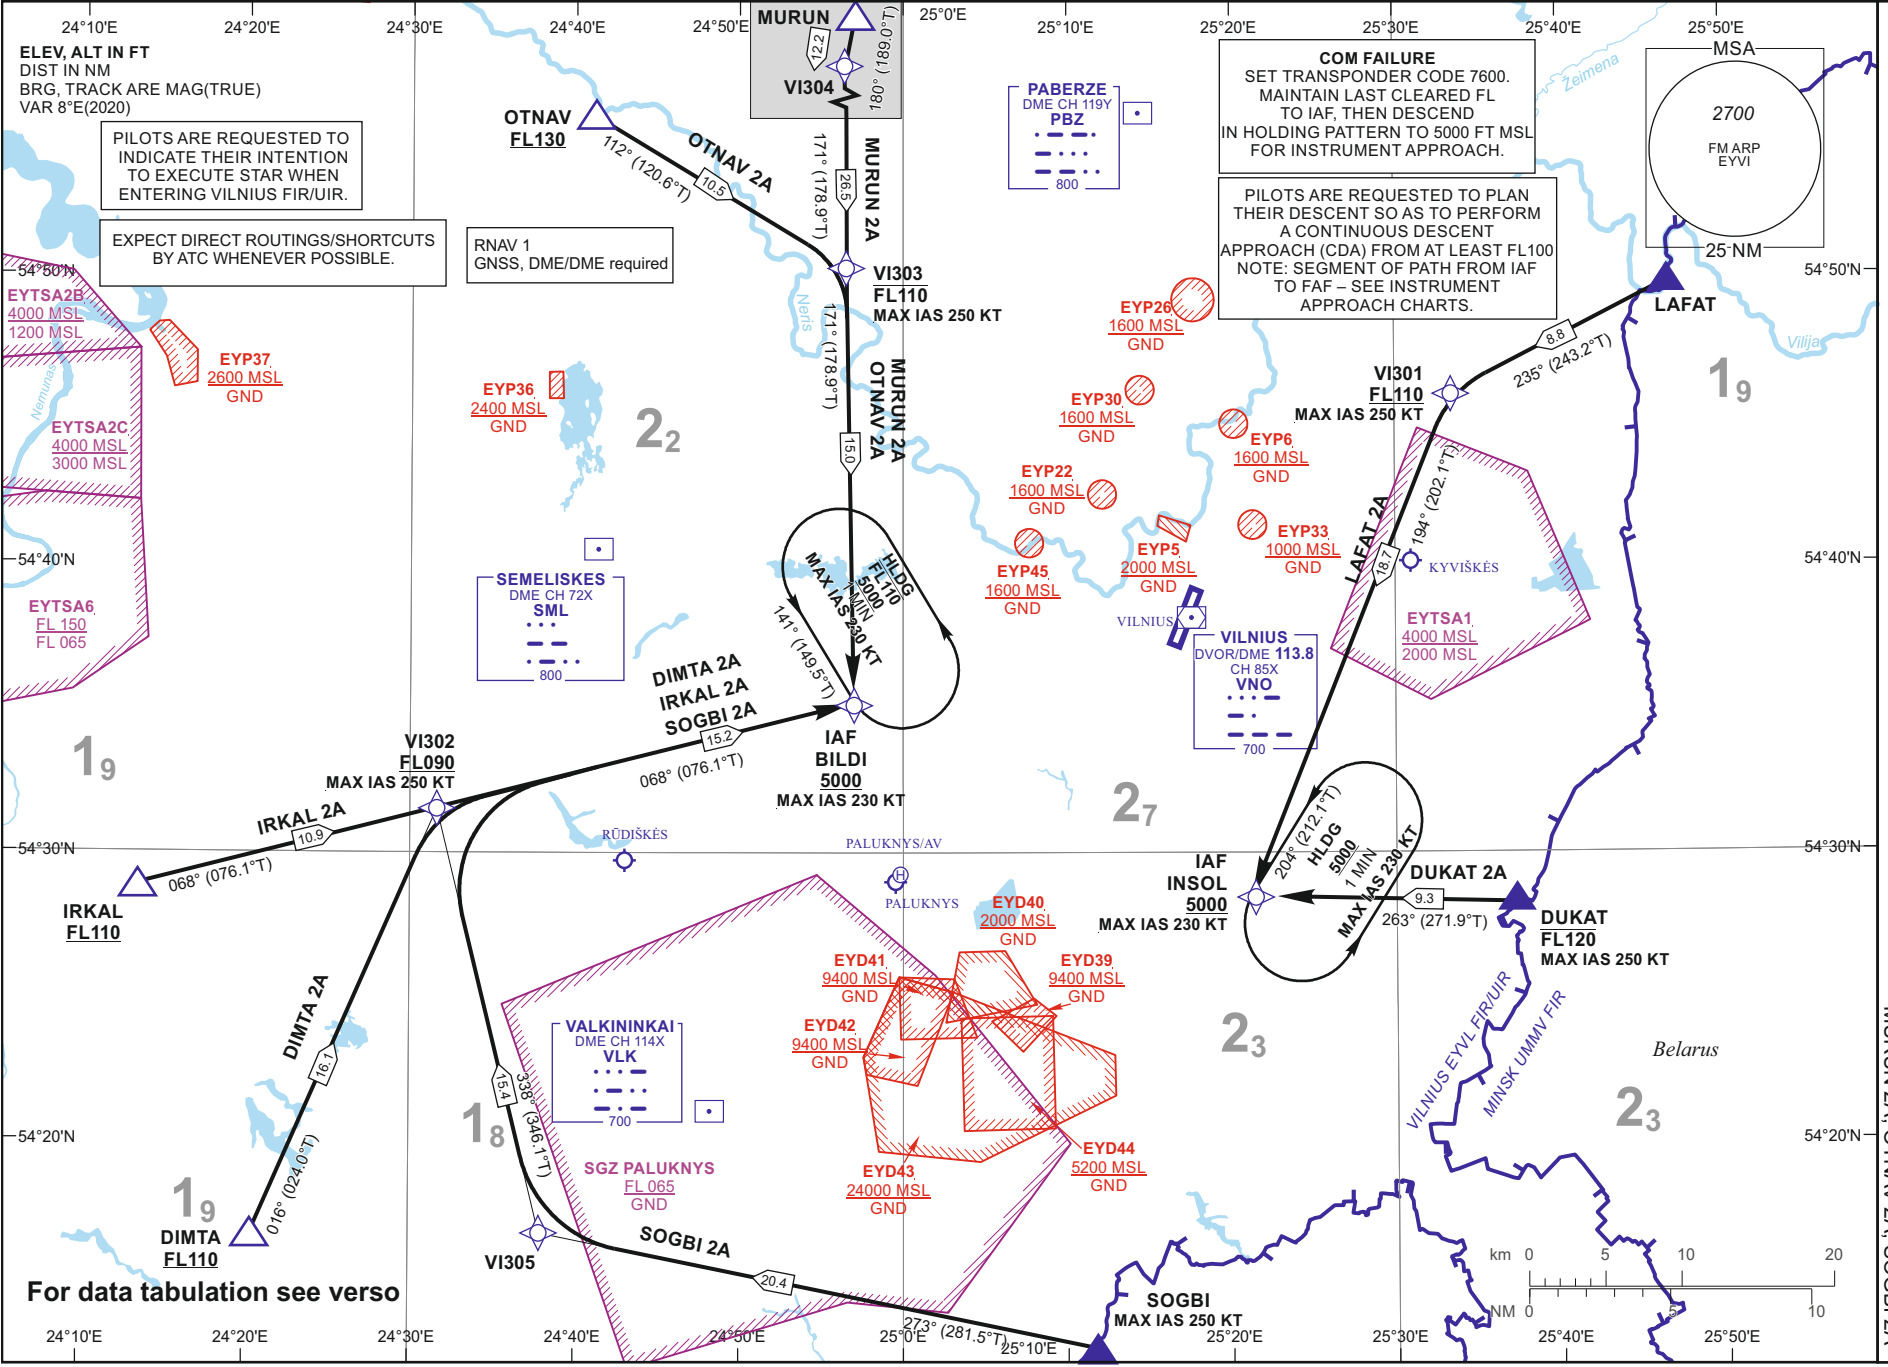 24°10'E
24°20'E
24°30'E
24°40'E
24°50'E
25°0'E
25°10'E
25°20'E
25°30'E
25°40'E
25°50'E
ELEV, ALT IN FT
DIST IN NM
BRG, TRACK ARE MAG(TRUE)
VAR 8°E(2020)
PILOTS ARE REQUESTED TO
INDICATE THEIR INTENTION
TO EXECUTE STAR WHEN
ENTERING VILNIUS FIR/UIR.
EXPECT DIRECT ROUTINGS/SHORTCUTS
BY ATC WHENEVER POSSIBLE.
RNAV 1
GNSS, DME/DME required
MURUN
12.2
180° (189.0°T)
VI304
OTNAV
FL130
112° (120.6°T)
OTNAV 2A
10.5
171° (178.9°T)
26.5
MURUN 2A
VI303
FL110
MAX IAS 250 KT
171° (178.9°T)
MURUN 2A
OTNAV 2A
15.0
Neris
PABERZE
DME CH 119Y
PBZ
800
COM FAILURE
SET TRANSPONDER CODE 7600.
MAINTAIN LAST CLEARED FL
TO IAF, THEN DESCEND
IN HOLDING PATTERN TO 5000 FT MSL
FOR INSTRUMENT APPROACH.
PILOTS ARE REQUESTED TO PLAN
THEIR DESCENT SO AS TO PERFORM
A CONTINUOUS DESCENT
APPROACH (CDA) FROM AT LEAST FL100
NOTE: SEGMENT OF PATH FROM IAF
TO FAF – SEE INSTRUMENT
APPROACH CHARTS.
Žeimena
MSA
2700
FM ARP
EYVI
25 NM
54°50'N
54°50'N
LAFAT
8.8
235° (243.2°T)
Vilija
VI301
FL110
MAX IAS 250 KT
19
EYTSA2B
4000 MSL
1200 MSL
Nemunas
EYP37
2600 MSL
GND
EYTSA2C
4000 MSL
3000 MSL
EYP36
2400 MSL
GND
22
EYP26
1600 MSL
GND
EYP30
1600 MSL
GND
EYP6
1600 MSL
GND
EYP22
1600 MSL
GND
EYP33
1000 MSL
GND
EYP5
2000 MSL
GND
EYP45
1600 MSL
GND
LAFAT 2A
18.7
194° (202.1°T)
KYVIŠKĖS
54°40'N
54°40'N
EYTSA6
FL 150
FL 065
SEMELISKES
DME CH 72X
SML
800
HLDG
FL110
5000
1 MIN
MAX IAS 230 KT
141° (149.5°T)
VILNIUS
VILNIUS
DVOR/DME 113.8
CH 85X
VNO
700
EYTSA1
4000 MSL
2000 MSL
DIMTA 2A
IRKAL 2A
SOGBI 2A
15.2
068° (076.1°T)
IAF
BILDI
5000
MAX IAS 230 KT
19
VI302
FL090
MAX IAS 250 KT
IRKAL 2A
10.9
068° (076.1°T)
IRKAL
FL110
54°30'N
54°30'N
RŪDIŠKĖS
PALUKNYS/AV
H
PALUKNYS
27
204° (212.1°T)
HLDG
5000
1 MIN
MAX IAS 230 KT
IAF
INSOL
5000
MAX IAS 230 KT
DUKAT 2A
9.3
263° (271.9°T)
DUKAT
FL120
MAX IAS 250 KT
EYD40
2000 MSL
GND
EYD41
9400 MSL
GND
EYD39
9400 MSL
GND
EYD42
9400 MSL
GND
EYD43
24000 MSL
GND
EYD44
5200 MSL
GND
DIMTA 2A
16.1
016° (024.0°T)
DIMTA
FL110
19
18
15.4
338° (346.1°T)
VALKININKAI
DME CH 114X
VLK
700
SGZ PALUKNYS
FL 065
GND
23
VILNIUS EYVL FIR/UIR
MINSK UMMV FIR
Belarus
23
54°20'N
54°20'N
VI305
SOGBI 2A
20.4
273° (281.5°T)
SOGBI
MAX IAS 250 KT
For data tabulation see verso
km 0 5 10 20
NM 0 5 10
24°10'E
24°20'E
24°30'E
24°40'E
24°50'E
25°0'E
25°10'E
25°20'E
25°30'E
25°40'E
25°50'E